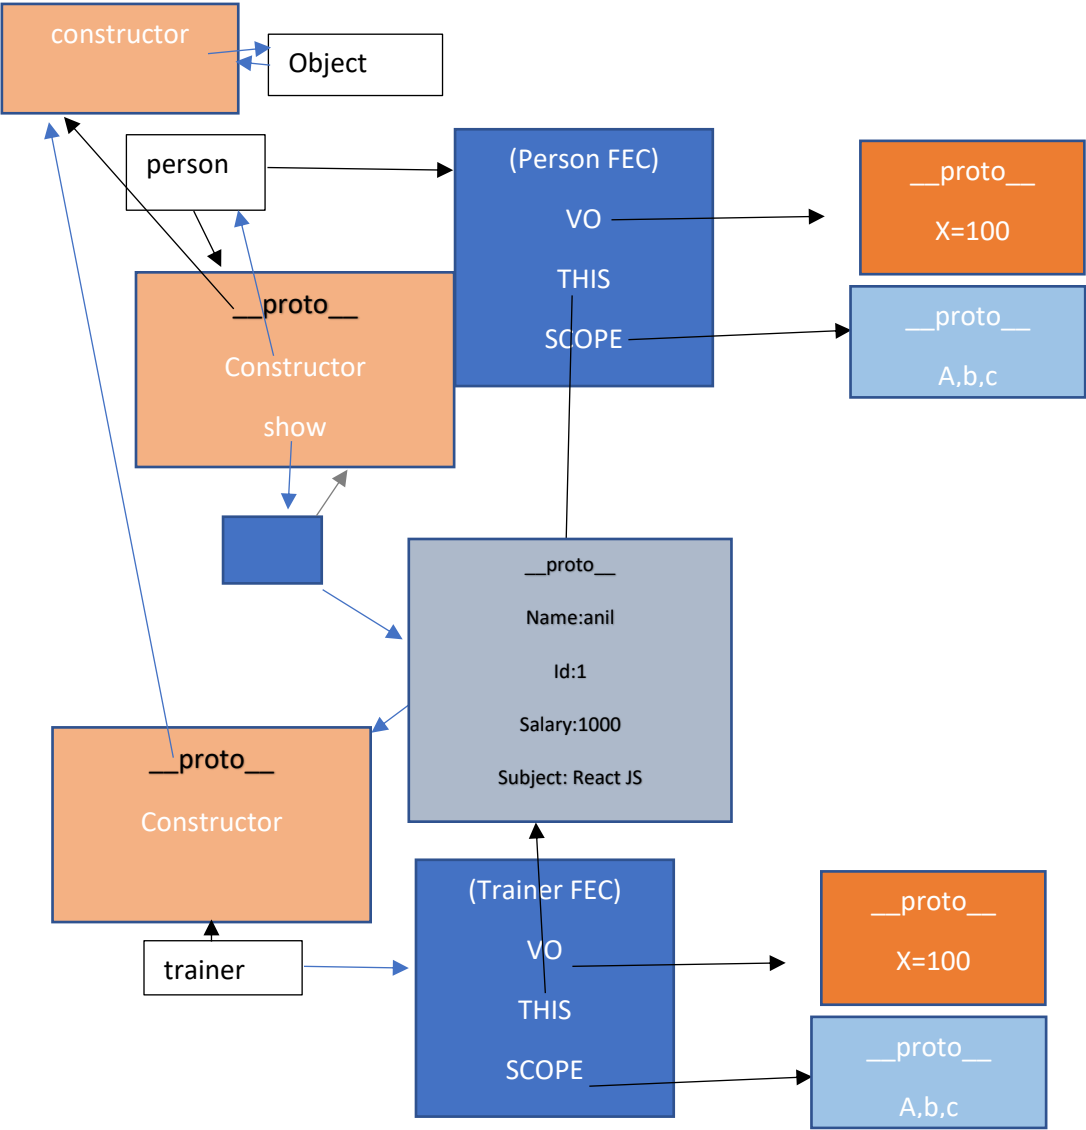 constructor
Object
person
(Person FEC)
VO
THIS
SCOPE
__proto__
X=100
__proto__
A,b,c
__proto__
Constructor
show
__proto__
Name:anil
Id:1
Salary:1000
Subject: React JS
__proto__
Constructor
trainer
(Trainer FEC)
VO
THIS
SCOPE
__proto__
X=100
__proto__
A,b,c